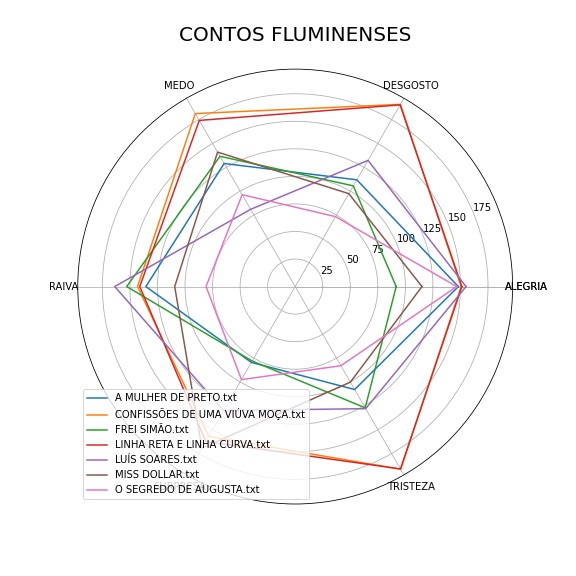 CONTOS FLUMINENSES
MEDO
DESGOSTO
175
150
125
100
75
50
25
RAIVA
ALEGRIA
A MULHER DE PRETO.txt
CONFISSÕES DE UMA VIÚVA MOÇA.txt
FREI SIMÃO.txt
LINHA RETA E LINHA CURVA.txt
LUÍS SOARES.txt
MISS DOLLAR.txt
O SEGREDO DE AUGUSTA.txt
TRISTEZA